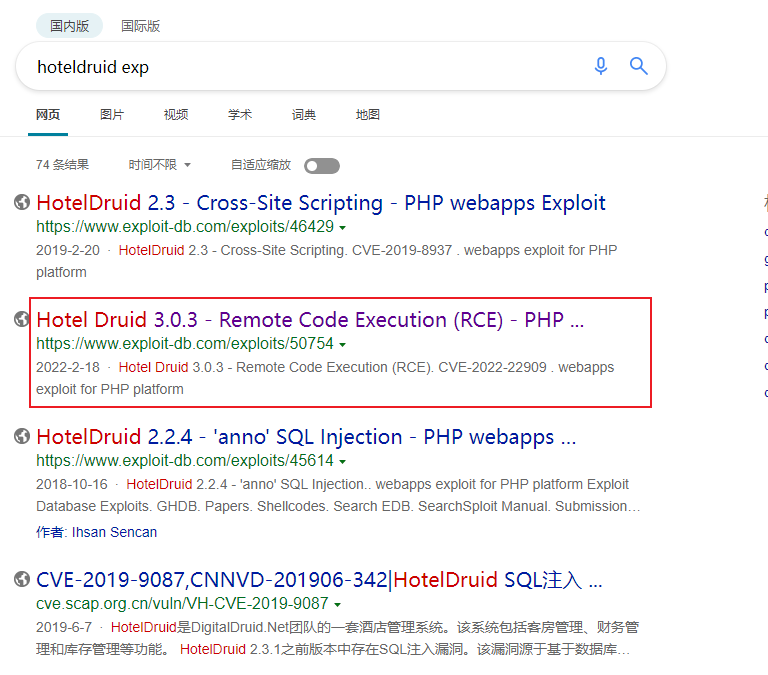 国内版 国际版
hoteldruid exp
网页 图片 视频 学术 词典 地图
74 条结果 时间不限 自适应缩放
HotelDruid 2.3 - Cross-Site Scripting - PHP webapps Exploit
https://www.exploit-db.com/exploits/46429
2019-2-20 · HotelDruid 2.3 - Cross-Site Scripting. CVE-2019-8937 . webapps exploit for PHP
platform
Hotel Druid 3.0.3 - Remote Code Execution (RCE) - PHP ...
https://www.exploit-db.com/exploits/50754
2022-2-18 · Hotel Druid 3.0.3 - Remote Code Execution (RCE). CVE-2022-22909 . webapps
exploit for PHP platform
HotelDruid 2.2.4 - 'anno' SQL Injection - PHP webapps ...
https://www.exploit-db.com/exploits/45614
2018-10-16 · HotelDruid 2.2.4 - 'anno' SQL Injection.. webapps exploit for PHP platform Exploit
Database Exploits. GHDB. Papers. Shellcodes. Search EDB. SearchSploit Manual. Submission…
作者: Ihsan Sencan
CVE-2019-9087,CNNVD-201906-342|HotelDruid SQL注入 ...
cve.scap.org.cn/vuln/VH-CVE-2019-9087
2019-6-7 · HotelDruid是DigitalDruid.Net团队的一套酒店管理系统。该系统包括客房管理、财务管
理和库存管理等功能。 HotelDruid 2.3.1之前版本中存在SQL注入漏洞。该漏洞源于基于数据库…